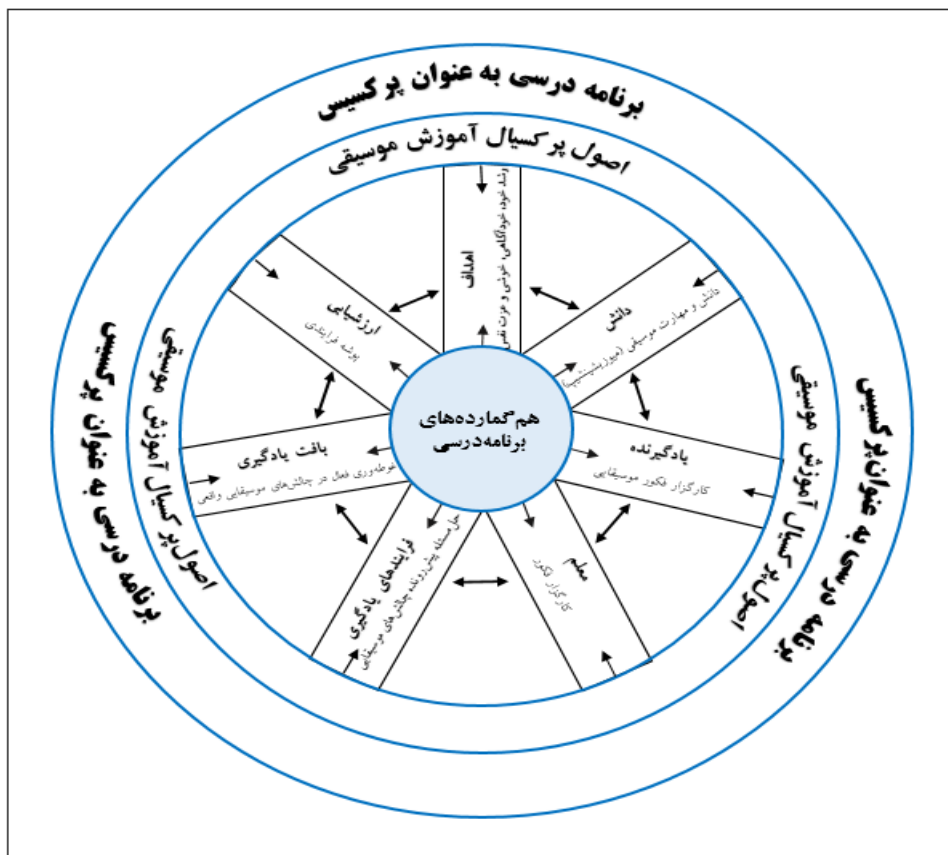 برنامه درسی به عنوان پرکسیس
اصول پرکسیال آموزش موسیقی
اهداف
رشد خود، خودآگاهی، خوشی و عزت نفس
دانش
دانش و مهارت موسیقی (میوزیشینشیپ)
یادگیرنده
کارگزار فکور موسیقایی
معلم
کارگزار فکور
فرایندهای یادگیری
حل مسئله پیش‌رونده چالش‌های موسیقایی
بافت یادگیری
غوطه‌وری فعال در چالش‌های موسیقایی واقعی
ارزشیابی
پوشه فرایندی
هم‌گمارده‌های
برنامه‌درسی
اصول پرکسیال آموزش موسیقی
برنامه درسی به عنوان پرکسیس
اصول پرکسیال آموزش موسیقی
برنامه درسی به عنوان پرکسیس